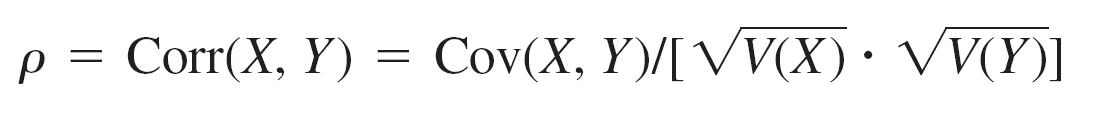 ρ = Corr(X, Y) = Cov(X, Y)/[√V(X) · √V(Y)]